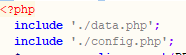 <?php
include './data.php';
include './config.php';